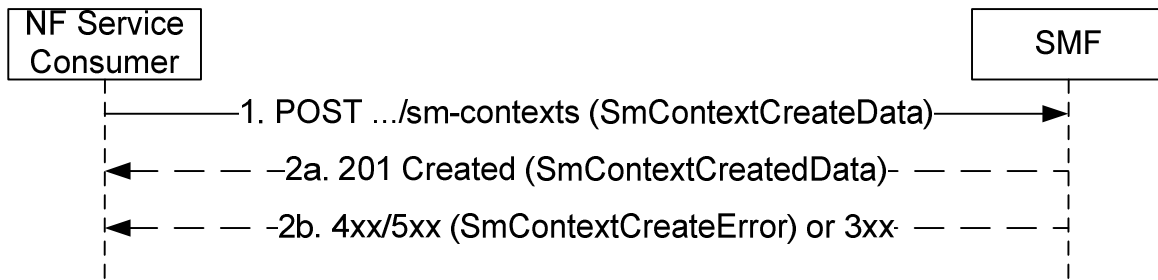 NF Service
Consumer
SMF
1. POST .../sm-contexts (SmContextCreateData)
2a. 201 Created (SmContextCreatedData)
2b. 4xx/5xx (SmContextCreateError) or 3xx